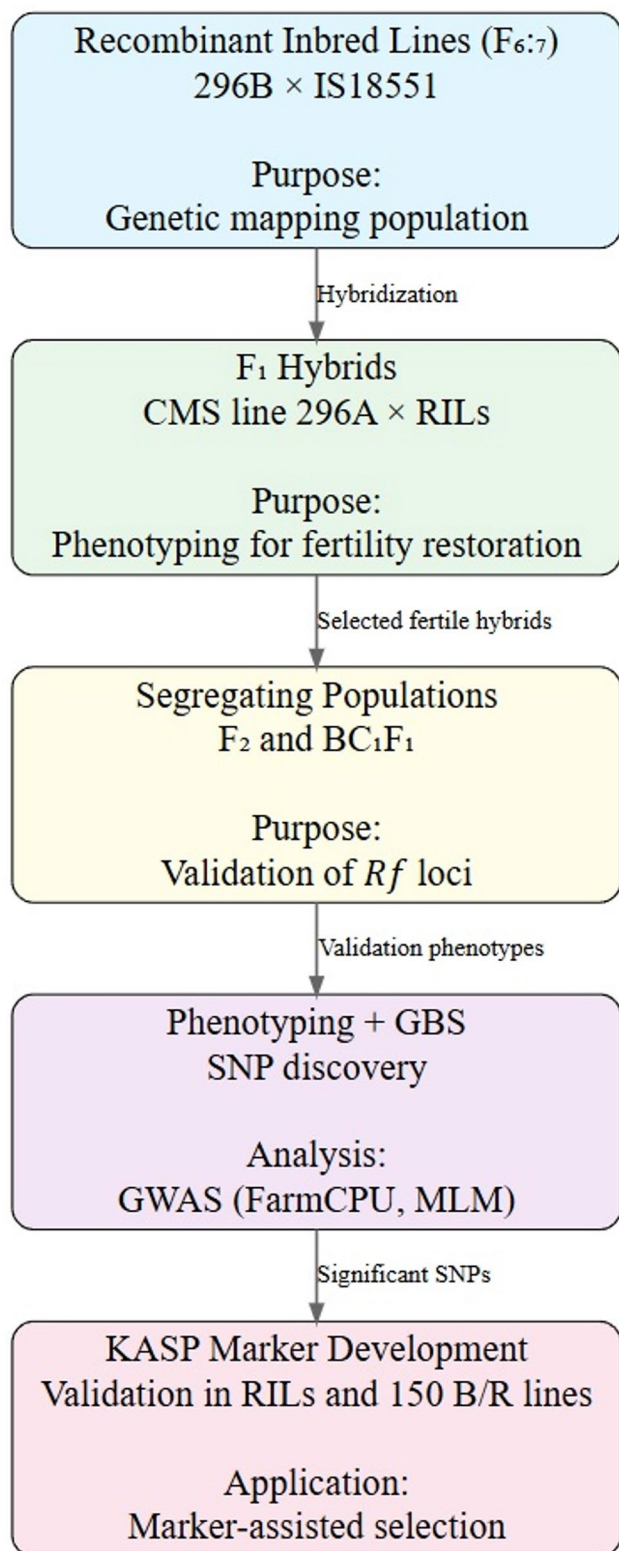 Recombinant Inbred Lines (F₆:₇)
296B × IS18551
Purpose:
Genetic mapping population
Hybridization
F₁ Hybrids
CMS line 296A × RILs
Purpose:
Phenotyping for fertility restoration
Selected fertile hybrids
Segregating Populations
F₂ and BC₁F₁
Purpose:
Validation of Rf loci
Validation phenotypes
Phenotyping + GBS
SNP discovery
Analysis:
GWAS (FarmCPU, MLM)
Significant SNPs
KASP Marker Development
Validation in RILs and 150 B/R lines
Application:
Marker-assisted selection